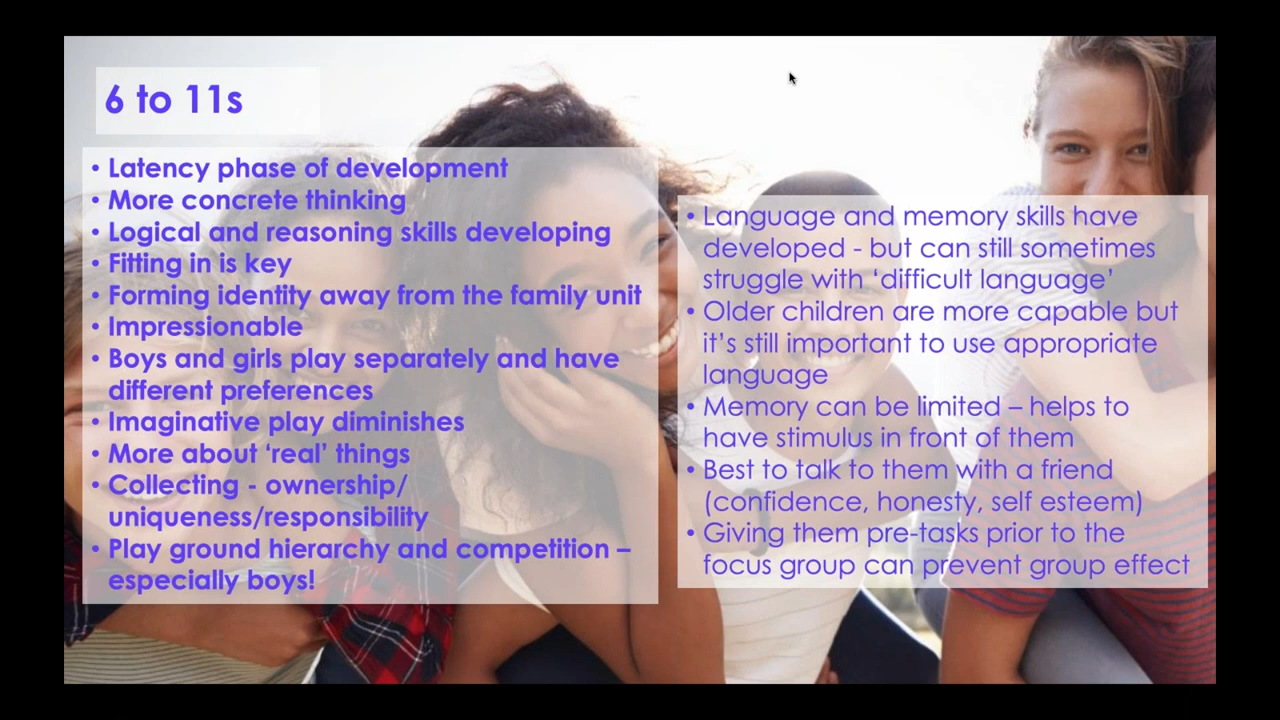 6 to 11s
• Latency phase of development
• More concrete thinking
• Logical and reasoning skills developing
• Fitting in is key
• Forming identity away from the family unit
• Impressionable
• Boys and girls play separately and have
different preferences
• Imaginative play diminishes
• More about ‘real’ things
• Collecting - ownership/
uniqueness/responsibility
• Play ground hierarchy and competition –
especially boys!
• Language and memory skills have
developed - but can still sometimes
struggle with ‘difficult language’
• Older children are more capable but
it’s still important to use appropriate
language
• Memory can be limited – helps to
have stimulus in front of them
• Best to talk to them with a friend
(confidence, honesty, self esteem)
• Giving them pre-tasks prior to the
focus group can prevent group effect